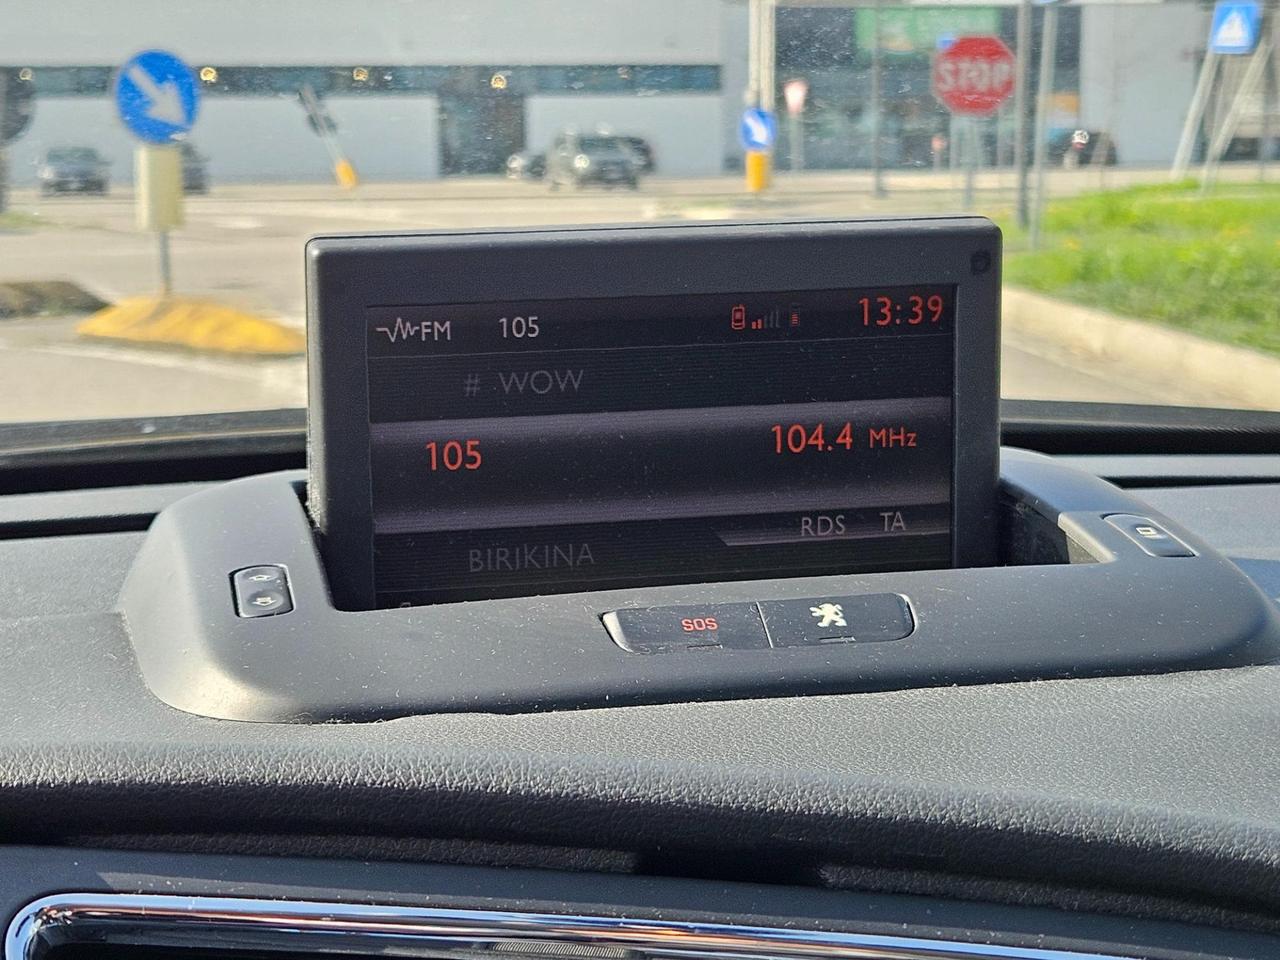 STOP
FM 105 13:39
# WOW
105 104.4 MHz
RDS TA
BIRIKINA
SOS